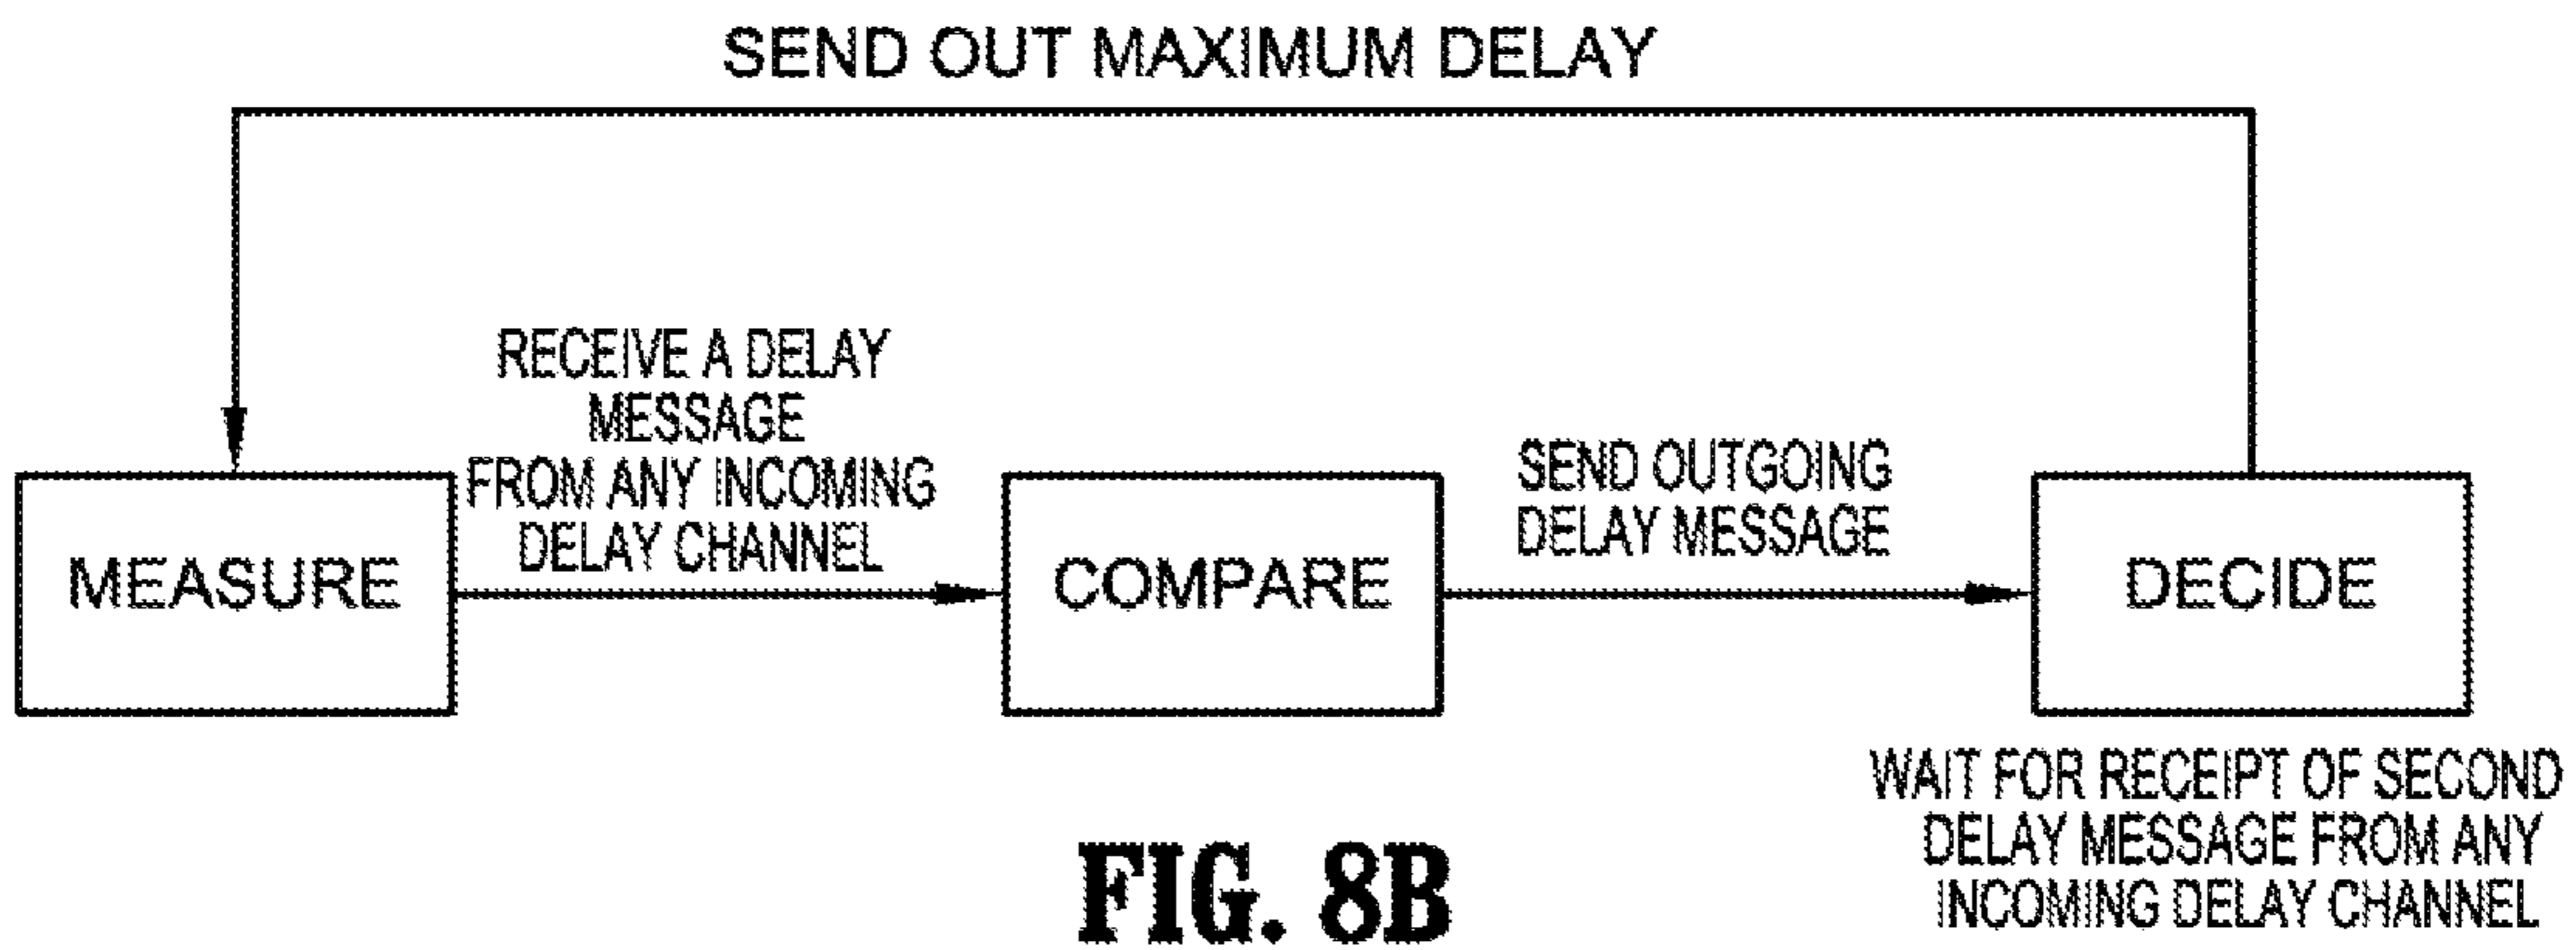 SEND OUT MAXIMUM DELAY
RECEIVE A DELAY
MESSAGE
FROM ANY INCOMING
DELAY CHANNEL
SEND OUTGOING
DELAY MESSAGE
MEASURE
COMPARE
DECIDE
WAIT FOR RECEIPT OF SECOND
DELAY MESSAGE FROM ANY
INCOMING DELAY CHANNEL
FIG. 8B